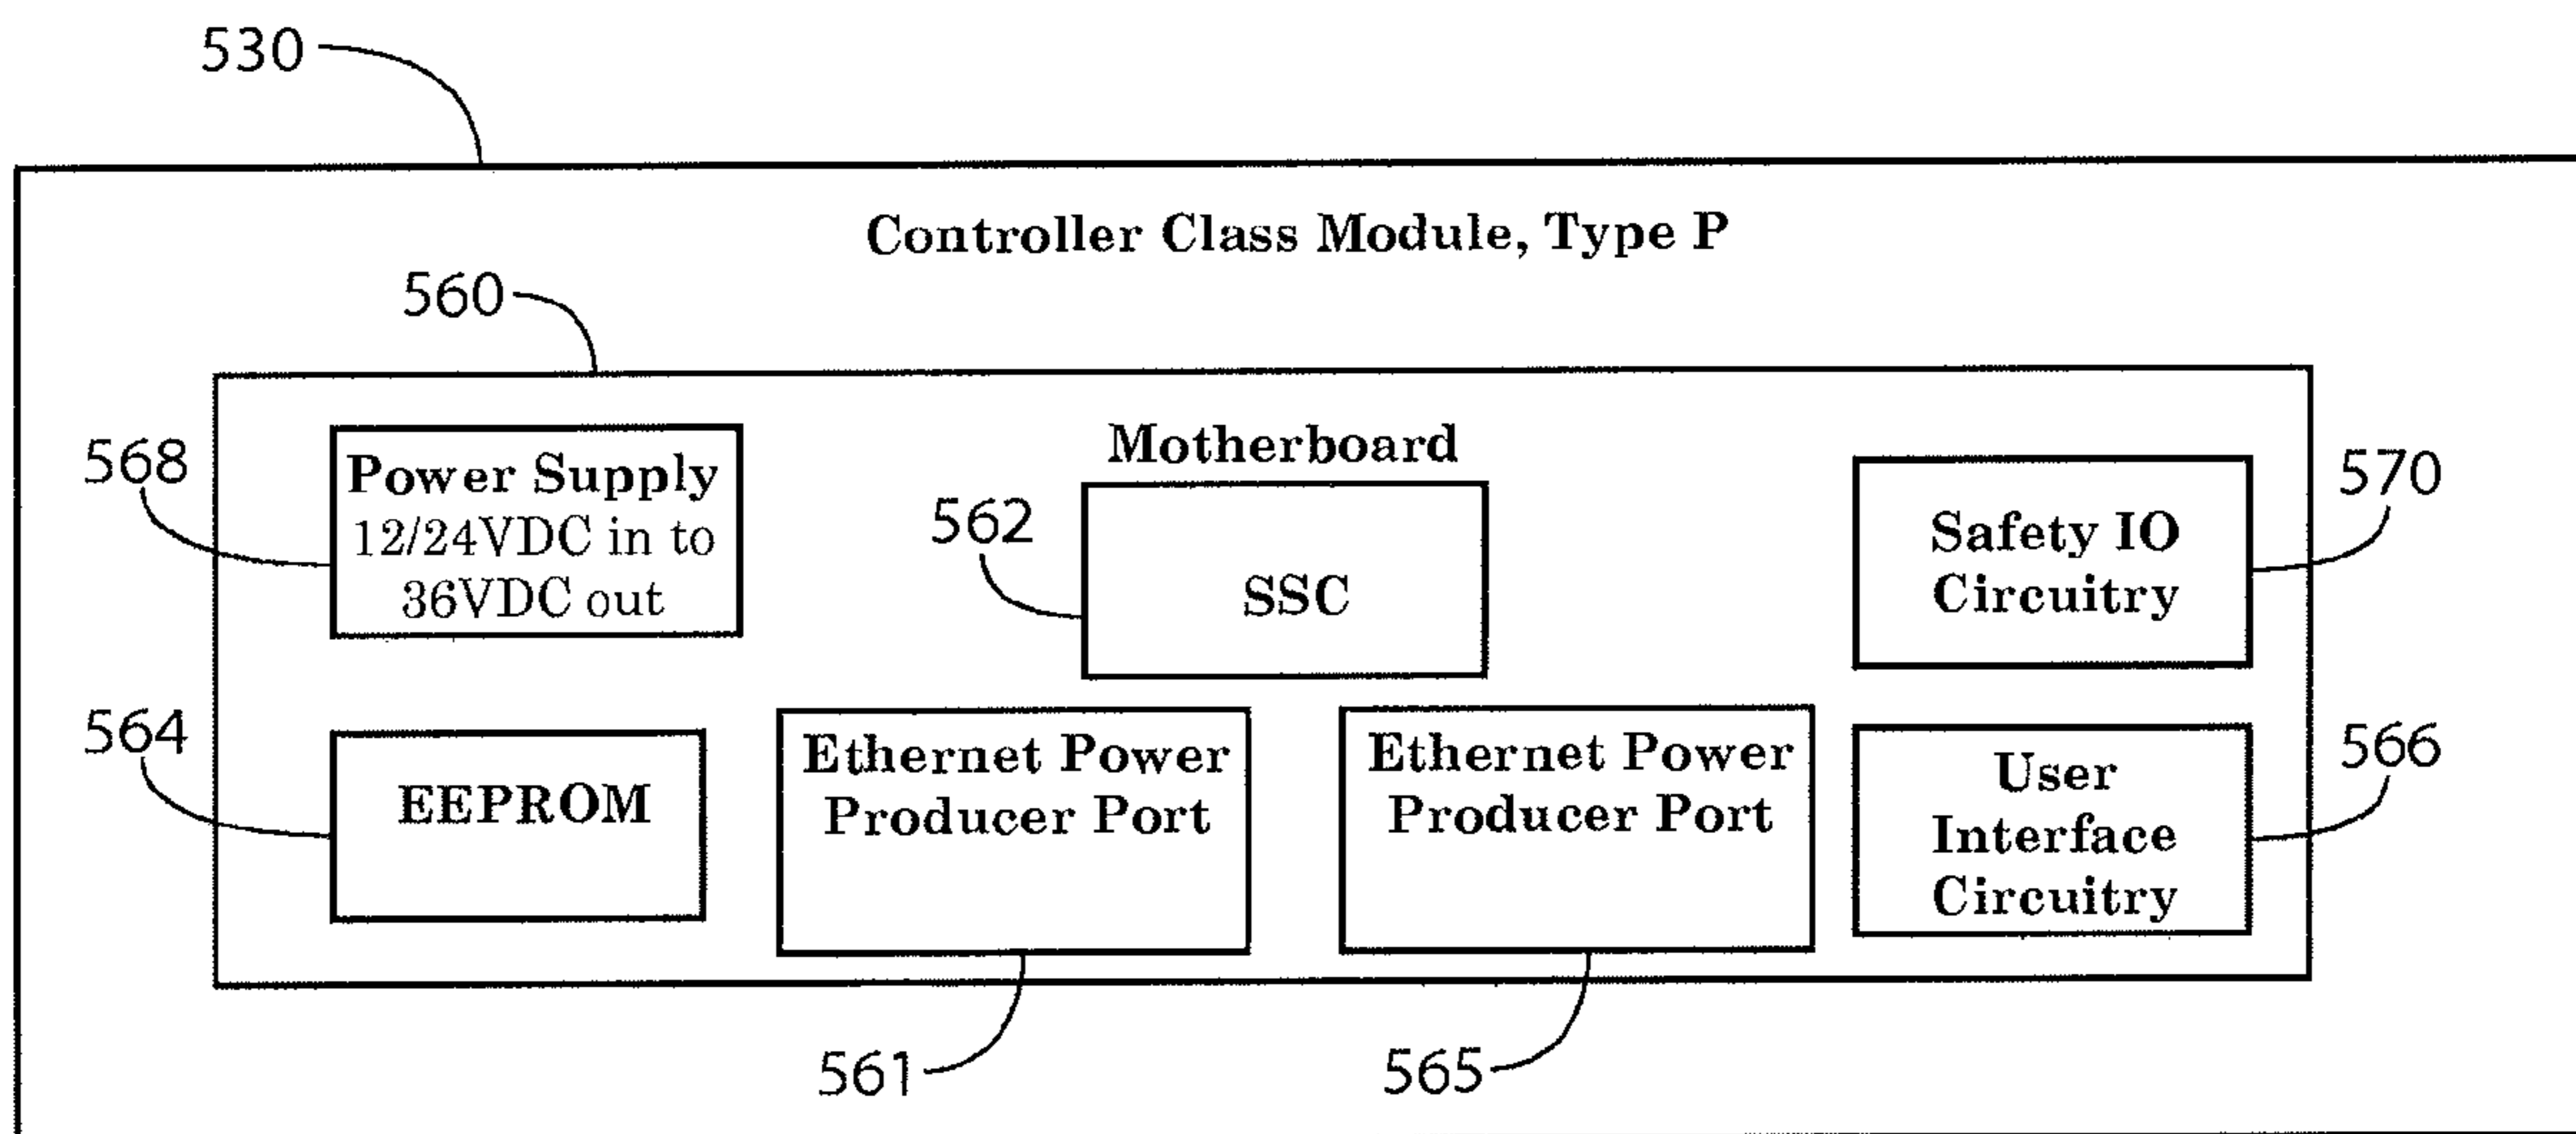 530
Controller Class Module, Type P
560
568
Power Supply
12/24VDC in to
36VDC out
Motherboard
562
SSC
Safety IO
Circuitry
570
564
EEPROM
Ethernet Power
Producer Port
Ethernet Power
Producer Port
User
Interface
Circuitry
566
561
565